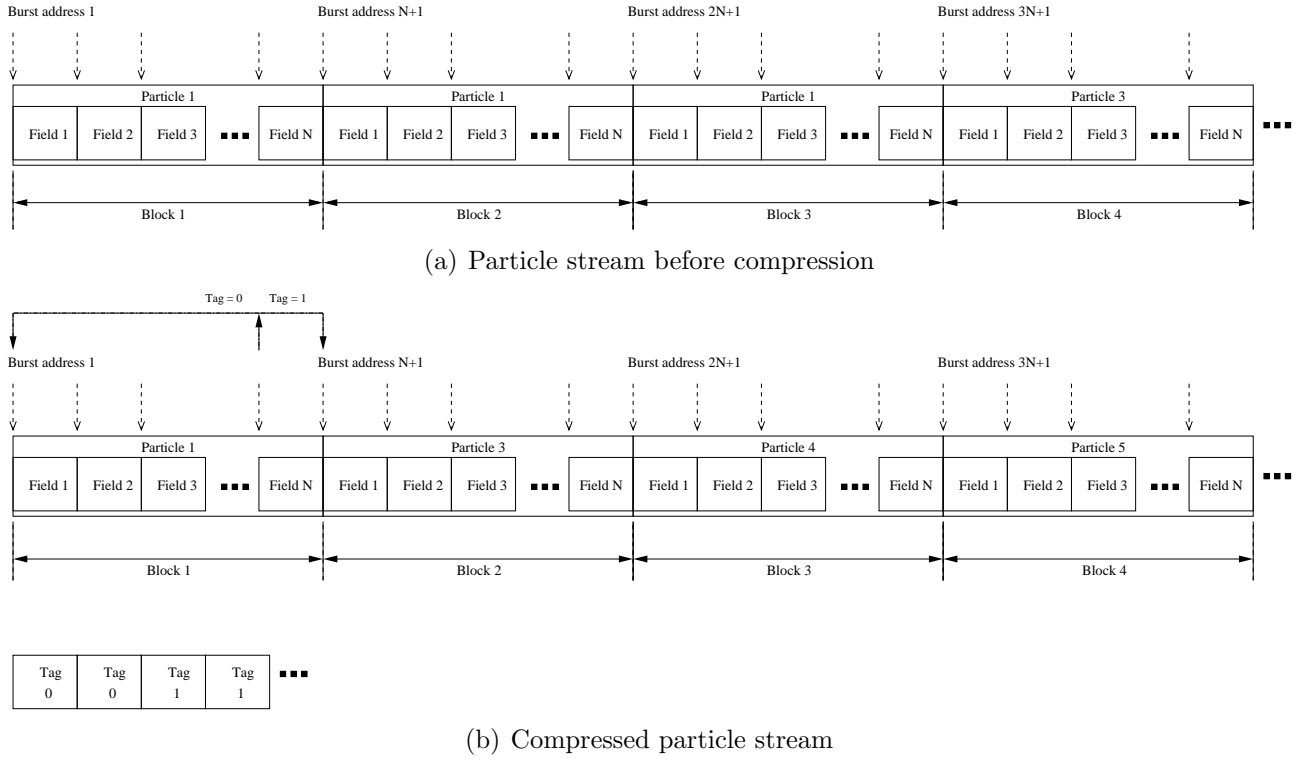 Burst address 1 Burst address N+1 Burst address 2N+1 Burst address 3N+1
Particle 1 Particle 1 Particle 1 Particle 3
Field 1 Field 2 Field 3 Field N Field 1 Field 2 Field 3 Field N Field 1 Field 2 Field 3 Field N Field 1 Field 2 Field 3 Field N
Block 1 Block 2 Block 3 Block 4
(a) Particle stream before compression
Tag = 0 Tag = 1
Burst address 1 Burst address N+1 Burst address 2N+1 Burst address 3N+1
Particle 1 Particle 3 Particle 4 Particle 5
Field 1 Field 2 Field 3 Field N Field 1 Field 2 Field 3 Field N Field 1 Field 2 Field 3 Field N Field 1 Field 2 Field 3 Field N
Block 1 Block 2 Block 3 Block 4
Tag Tag Tag Tag
0 0 1 1
(b) Compressed particle stream